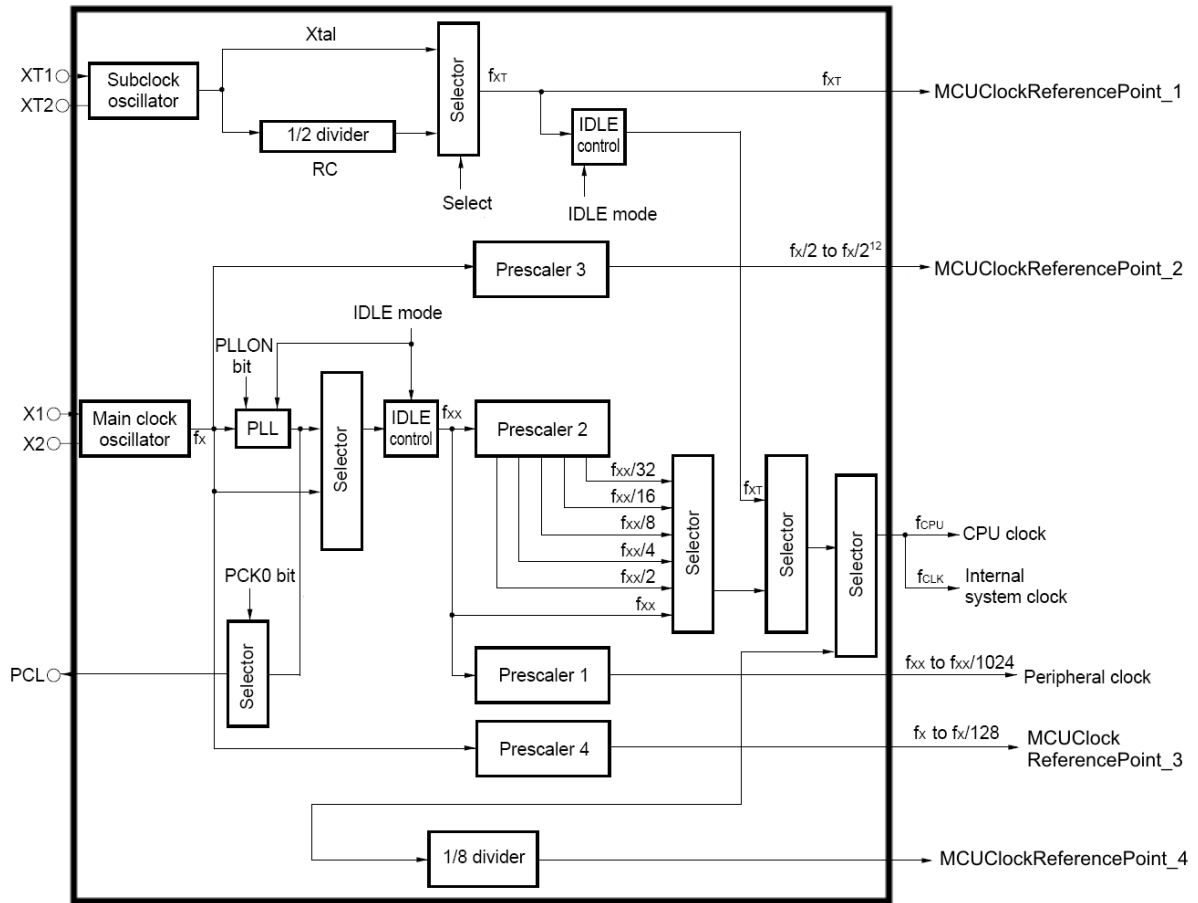 Xtal
XT1
XT2
Subclock
oscillator
1/2 divider
RC
Selector
Select
fXT
IDLE
control
IDLE mode
fXT
MCUClockReferencePoint_1
Prescaler 3
fX/2 to fX/2¹²
MCUClockReferencePoint_2
IDLE mode
PLLON
bit
X1
X2
Main clock
oscillator
fX
PLL
Selector
IDLE
control
fXX
Prescaler 2
fXX/32
fXX/16
fXX/8
fXX/4
fXX/2
fXX
Selector
fXT
Selector
Selector
fCPU
CPU clock
fCLK
Internal
system clock
PCK0 bit
PCL
Selector
Prescaler 1
fXX to fXX/1024
Peripheral clock
Prescaler 4
fX to fX/128
MCUClock
ReferencePoint_3
1/8 divider
MCUClockReferencePoint_4